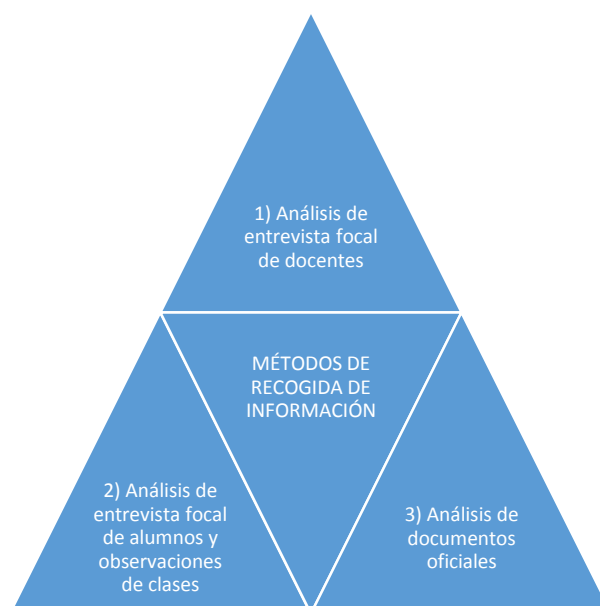 1) Análisis de
entrevista focal
de docentes
MÉTODOS DE
RECOGIDA DE
INFORMACIÓN
2) Análisis de
entrevista focal
de alumnos y
observaciones
de clases
3) Análisis de
documentos
oficiales